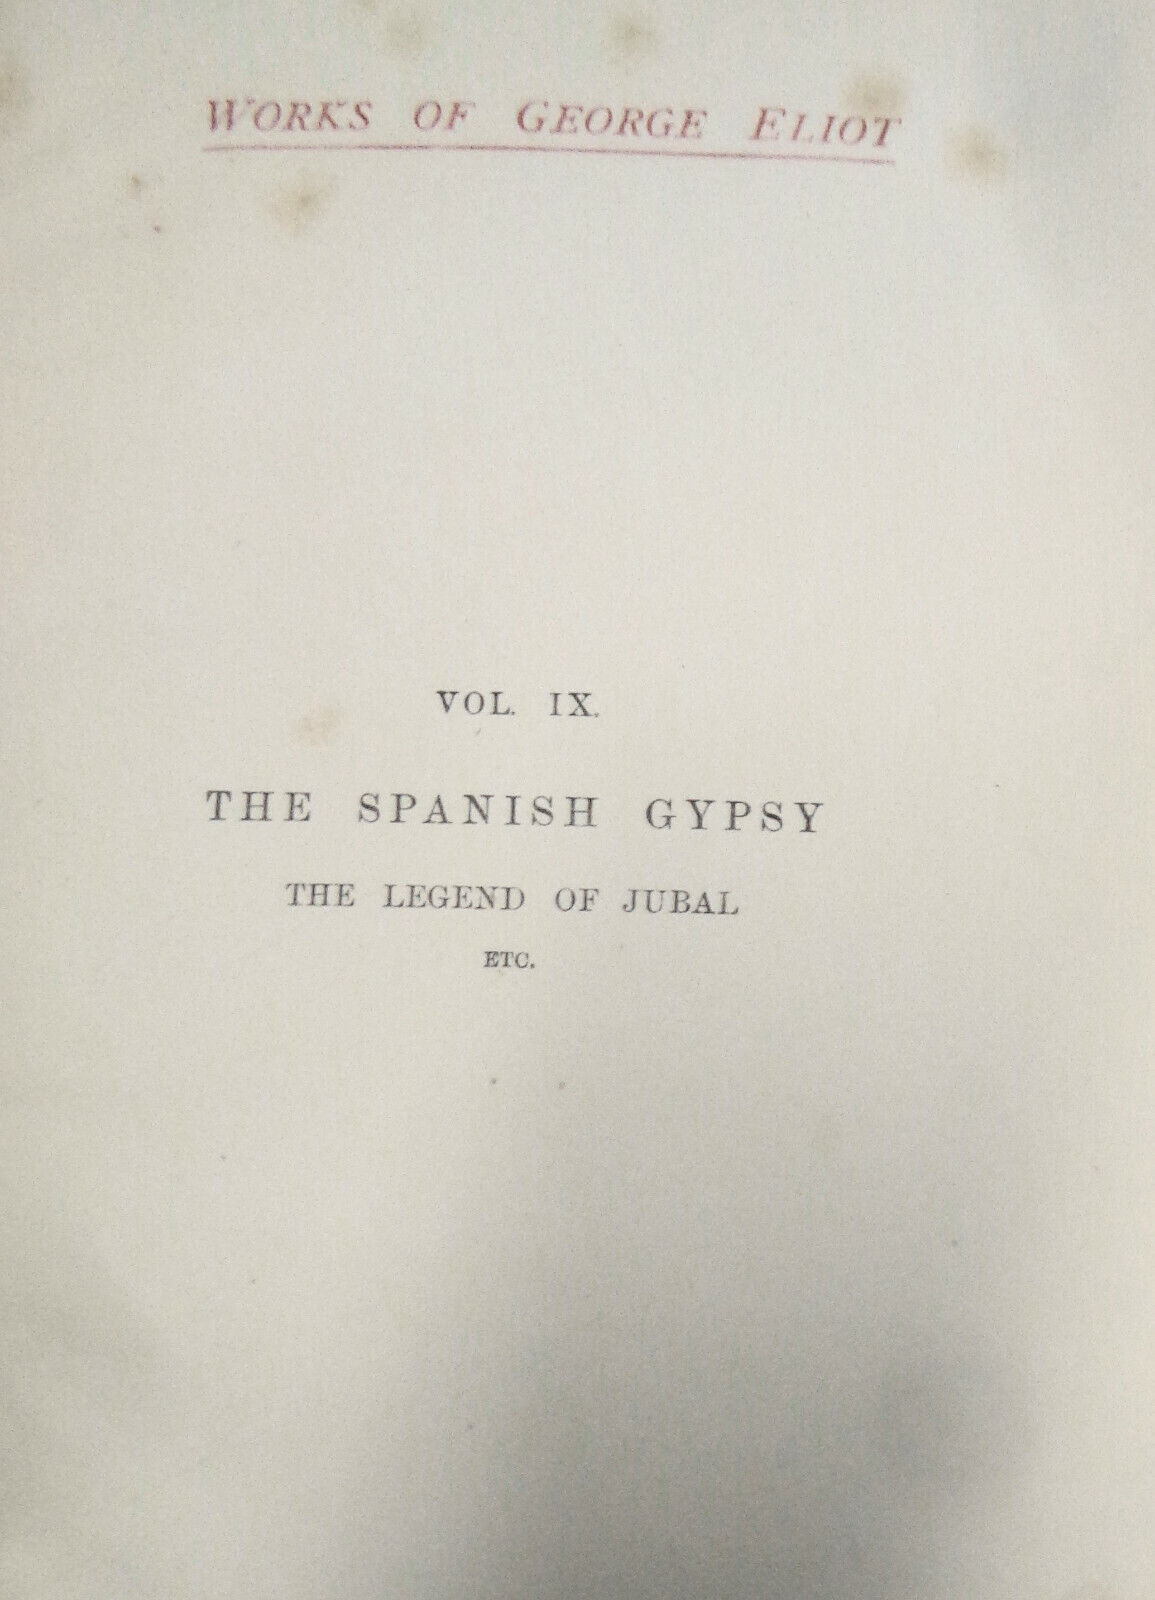 WORKS OF GEORGE ELIOT
VOL. IX.
THE SPANISH GYPSY
THE LEGEND OF JUBAL
ETC.